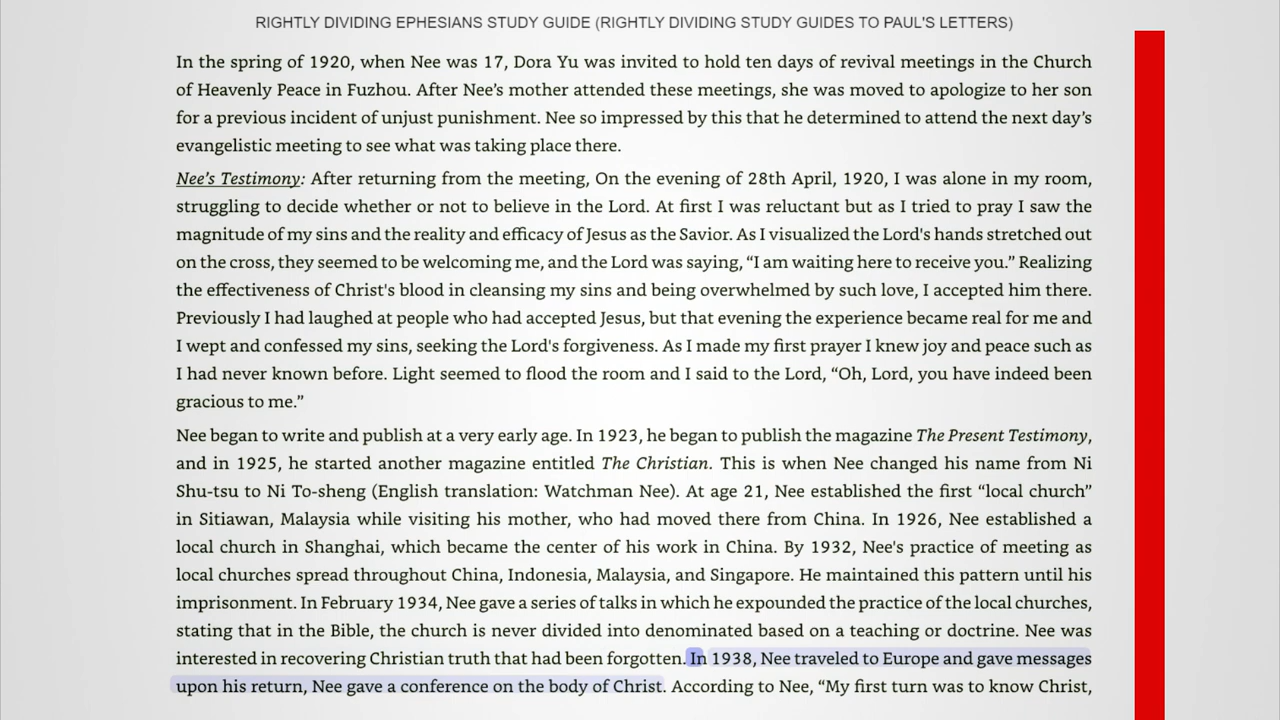 RIGHTLY DIVIDING EPHESIANS STUDY GUIDE (RIGHTLY DIVIDING STUDY GUIDES TO PAUL'S LETTERS)
In the spring of 1920, when Nee was 17, Dora Yu was invited to hold ten days of revival meetings in the Church
of Heavenly Peace in Fuzhou. After Nee’s mother attended these meetings, she was moved to apologize to her son
for a previous incident of unjust punishment. Nee so impressed by this that he determined to attend the next day’s
evangelistic meeting to see what was taking place there.
Nee’s Testimony: After returning from the meeting, On the evening of 28th April, 1920, I was alone in my room,
struggling to decide whether or not to believe in the Lord. At first I was reluctant but as I tried to pray I saw the
magnitude of my sins and the reality and efficacy of Jesus as the Savior. As I visualized the Lord's hands stretched out
on the cross, they seemed to be welcoming me, and the Lord was saying, “I am waiting here to receive you.” Realizing
the effectiveness of Christ's blood in cleansing my sins and being overwhelmed by such love, I accepted him there.
Previously I had laughed at people who had accepted Jesus, but that evening the experience became real for me and
I wept and confessed my sins, seeking the Lord's forgiveness. As I made my first prayer I knew joy and peace such as
I had never known before. Light seemed to flood the room and I said to the Lord, “Oh, Lord, you have indeed been
gracious to me.”
Nee began to write and publish at a very early age. In 1923, he began to publish the magazine The Present Testimony,
and in 1925, he started another magazine entitled The Christian. This is when Nee changed his name from Ni
Shu-tsu to Ni To-sheng (English translation: Watchman Nee). At age 21, Nee established the first “local church”
in Sitiawan, Malaysia while visiting his mother, who had moved there from China. In 1926, Nee established a
local church in Shanghai, which became the center of his work in China. By 1932, Nee's practice of meeting as
local churches spread throughout China, Indonesia, Malaysia, and Singapore. He maintained this pattern until his
imprisonment. In February 1934, Nee gave a series of talks in which he expounded the practice of the local churches,
stating that in the Bible, the church is never divided into denominated based on a teaching or doctrine. Nee was
interested in recovering Christian truth that had been forgotten. In 1938, Nee traveled to Europe and gave messages
upon his return, Nee gave a conference on the body of Christ. According to Nee, “My first turn was to know Christ,